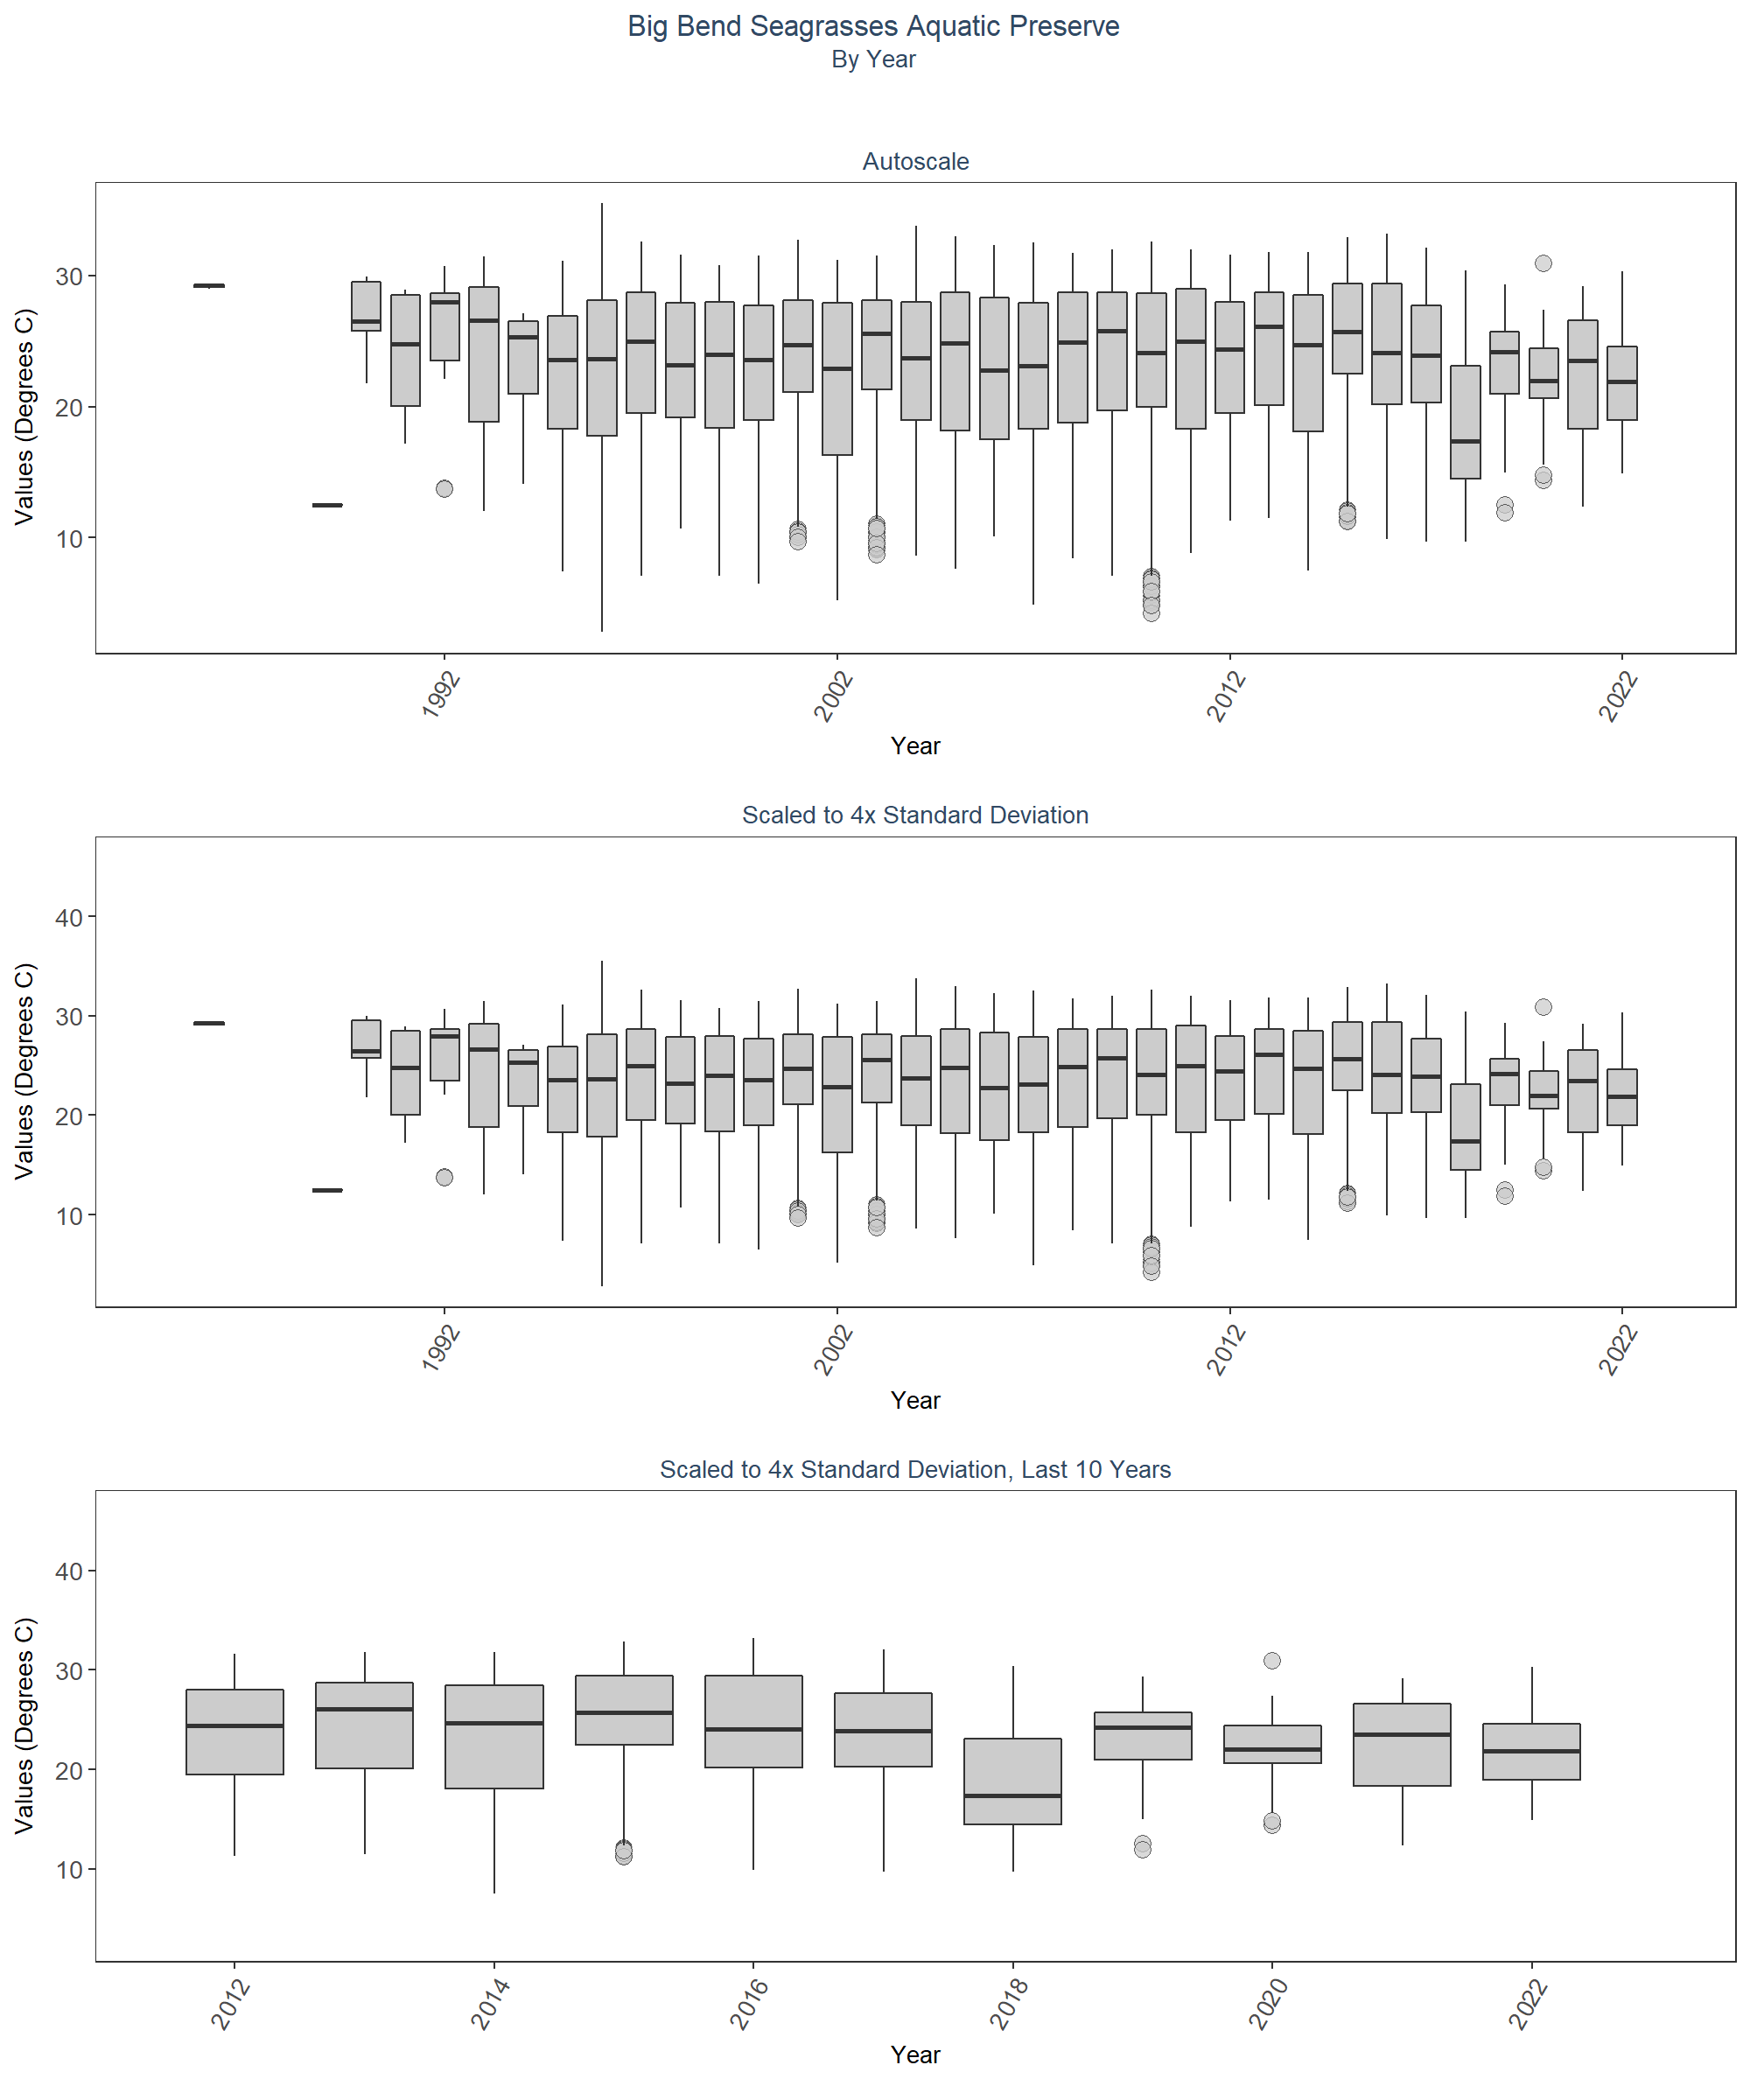 Big Bend Seagrasses Aquatic Preserve
By Year
Autoscale
Values (Degrees C)
30
20
10
1992
2002
2012
2022
Year
Scaled to 4x Standard Deviation
Values (Degrees C)
40
30
20
10
1992
2002
2012
2022
Year
Scaled to 4x Standard Deviation, Last 10 Years
Values (Degrees C)
40
30
20
10
2012
2014
2016
2018
2020
2022
Year